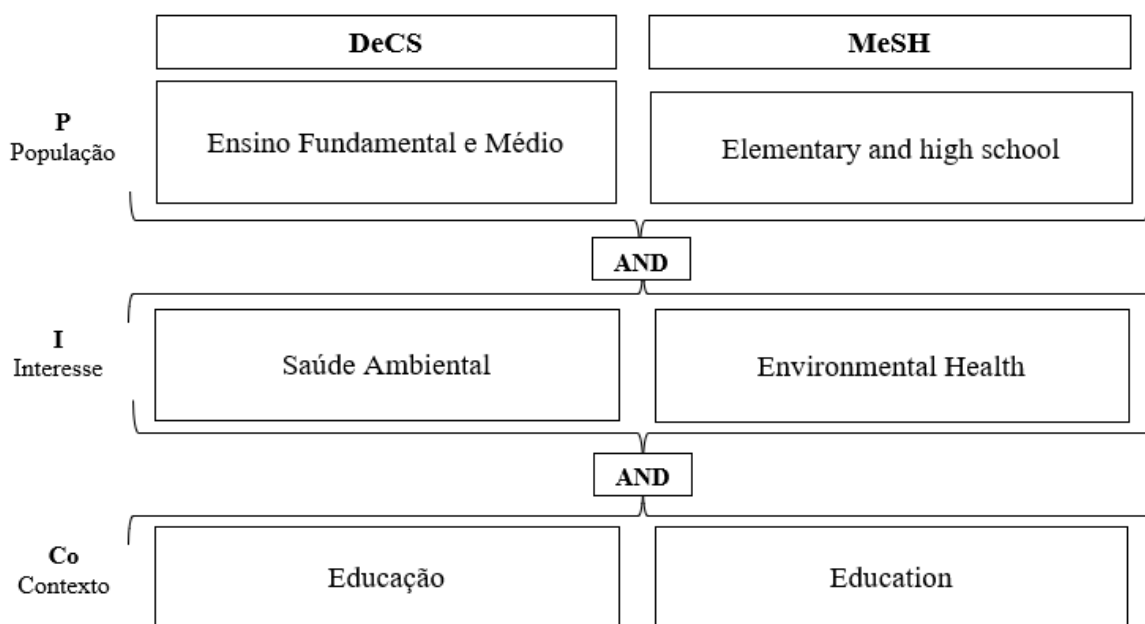 DeCS
MeSH
P
População
Ensino Fundamental e Médio
Elementary and high school
AND
I
Interesse
Saúde Ambiental
Environmental Health
AND
Co
Contexto
Educação
Education